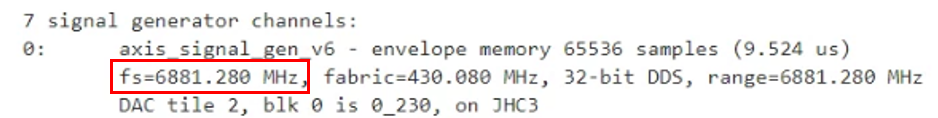 7 signal generator channels:
0: axis_signal_gen_v6 - envelope memory 65536 samples (9.524 us)
fs=6881.280 MHz, fabric=430.080 MHz, 32-bit DDS, range=6881.280 MHz
DAC tile 2, blk 0 is 0_230, on JHC3